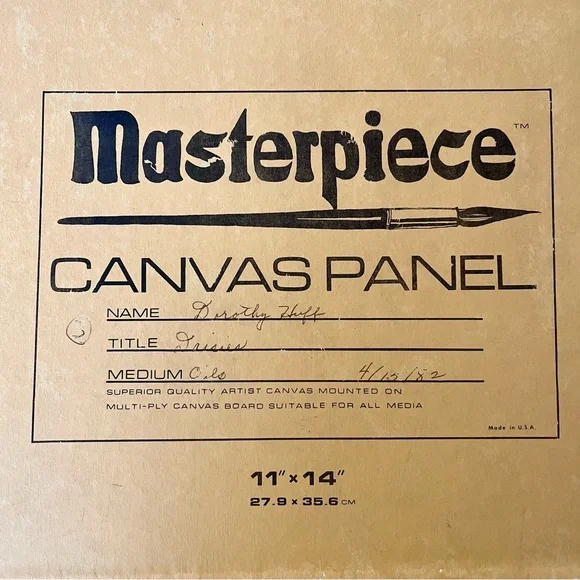 Masterpiece™
CANVAS PANEL
NAME Dorothy Huff
TITLE Irisies
MEDIUM Oils 4/15/82
SUPERIOR QUALITY ARTIST CANVAS MOUNTED ON
MULTI-PLY CANVAS BOARD SUITABLE FOR ALL MEDIA
Made in U.S.A.
11" × 14"
27.9 × 35.6 CM